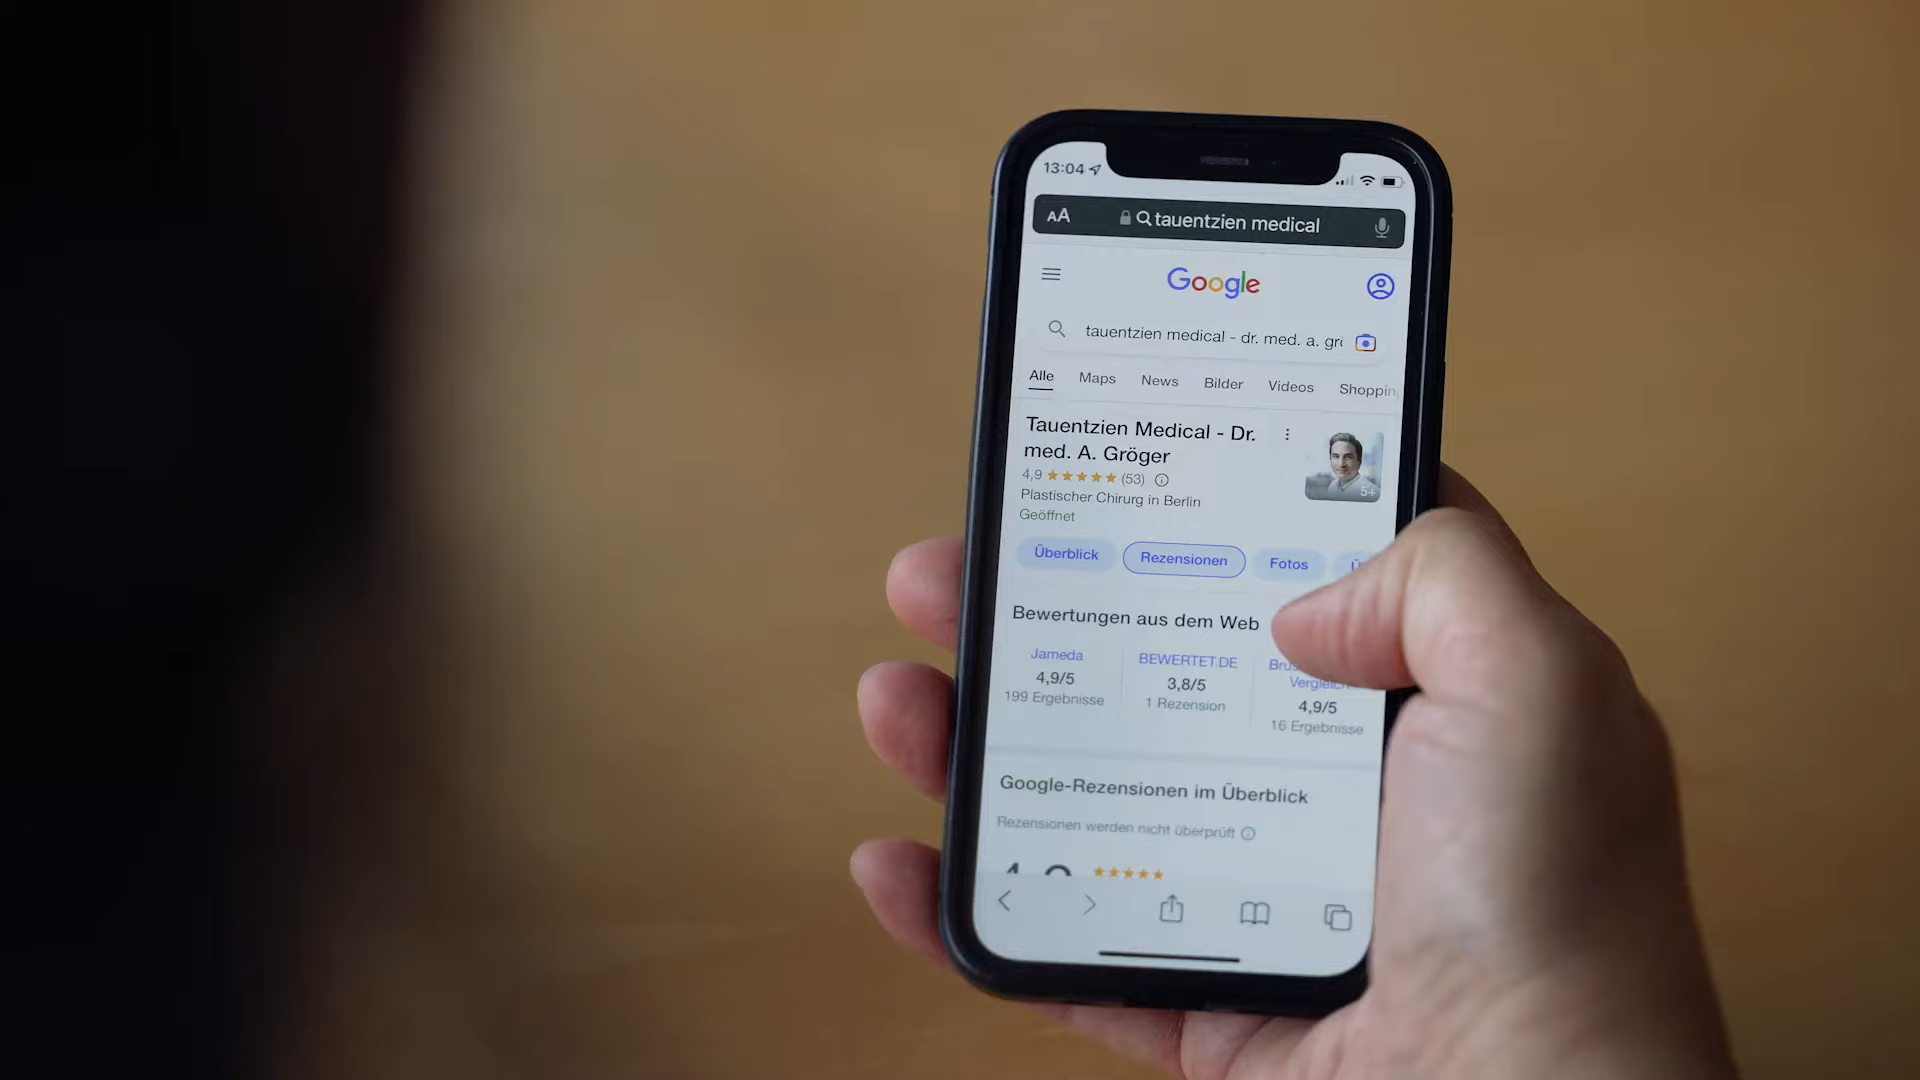 13:04
AA tauentzien medical
Google
tauentzien medical - dr. med. a. grö
Alle Maps News Bilder Videos Shoppin
Tauentzien Medical - Dr.
med. A. Gröger
4,9 (53)
5+
Plastischer Chirurg in Berlin
Geöffnet
Überblick Rezensionen Fotos Ü
Bewertungen aus dem Web
Jameda
4,9/5
199 Ergebnisse
BEWERTET.DE
3,8/5
1 Rezension
Vergleich
4,9/5
16 Ergebnisse
Google-Rezensionen im Überblick
Rezensionen werden nicht überprüft